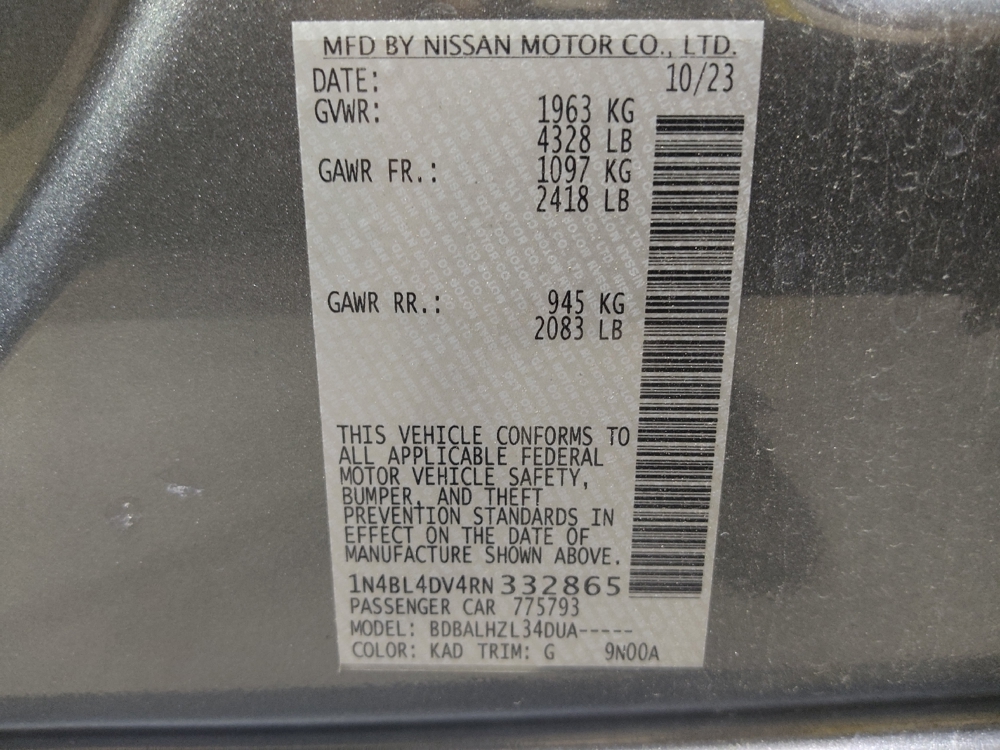 MFD BY NISSAN MOTOR CO., LTD.
DATE: 10/23
GVWR: 1963 KG
4328 LB
GAWR FR.: 1097 KG
2418 LB
GAWR RR.: 945 KG
2083 LB
THIS VEHICLE CONFORMS TO
ALL APPLICABLE FEDERAL
MOTOR VEHICLE SAFETY,
BUMPER, AND THEFT
PREVENTION STANDARDS IN
EFFECT ON THE DATE OF
MANUFACTURE SHOWN ABOVE.
1N4BL4DV4RN 332865
PASSENGER CAR 775793
MODEL: BDBALHZL34DUA-----
COLOR: KAD TRIM: G 9N00A